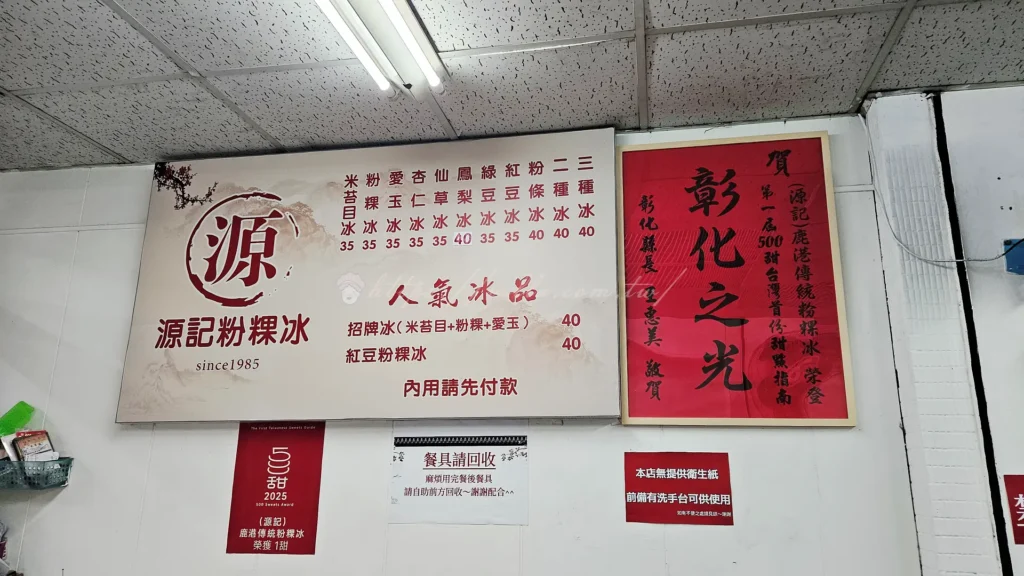 源
源記粉粿冰
since1985
米苔目冰 35
粉粿冰 35
愛玉冰 35
杏仁冰 35
仙草冰 35
鳳梨冰 40
綠豆冰 35
紅豆冰 35
粉條冰 40
二種冰 40
三種冰 40
人氣冰品
招牌冰(米苔目+粉粿+愛玉) 40
紅豆粉粿冰 40
內用請先付款
賀
(源記)鹿港傳統粉粿冰 榮登
第一屆500甜台灣首份甜點指南
彰化之光
彰化縣長 王惠美 敬賀
500
甜
2025
500 Sweets Award
(源記)
鹿港傳統粉粿冰
榮獲 1甜
餐具請回收
麻煩用完餐後餐具
請自助前方回收～謝謝配合^^
本店無提供衛生紙
前備有洗手台可供使用